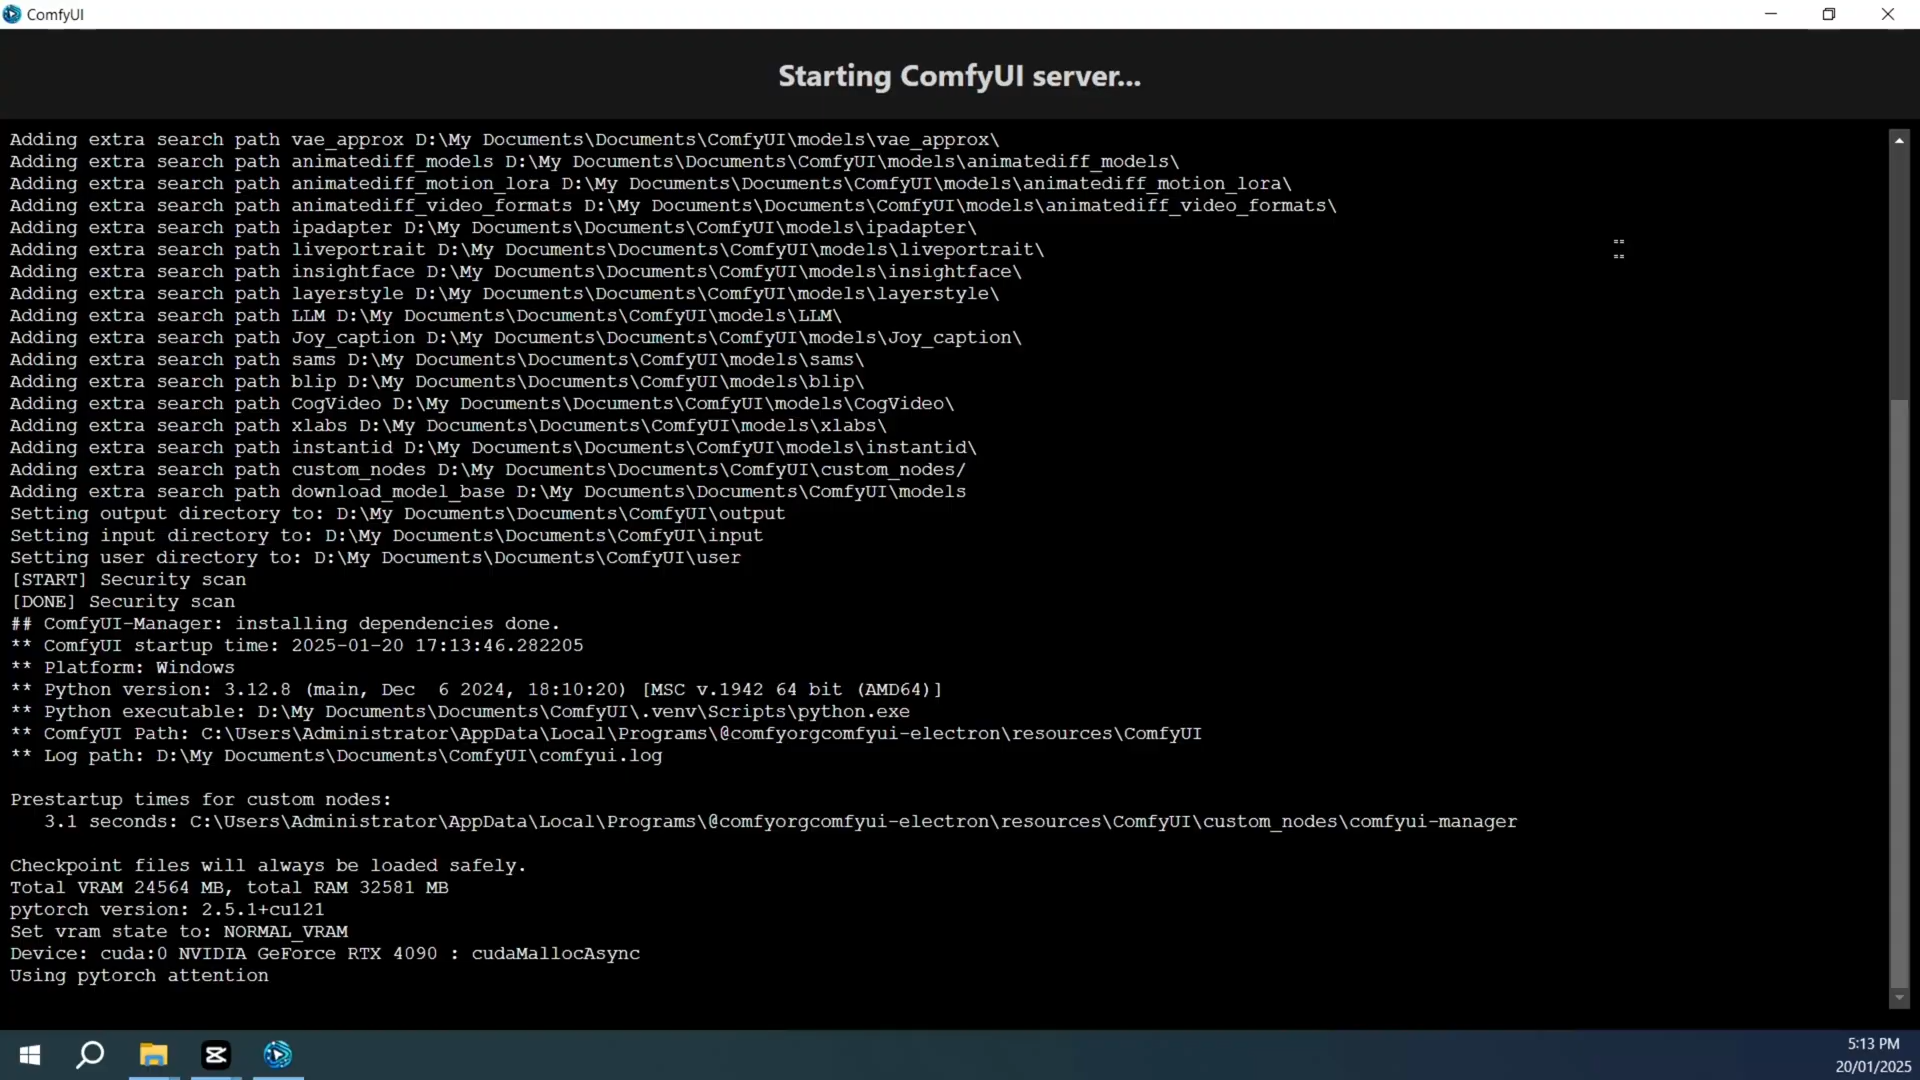 ComfyUI
Starting ComfyUI server...
Adding extra search path vae_approx D:\My Documents\Documents\ComfyUI\models\vae_approx\
Adding extra search path animatediff_models D:\My Documents\Documents\ComfyUI\models\animatediff_models\
Adding extra search path animatediff_motion_lora D:\My Documents\Documents\ComfyUI\models\animatediff_motion_lora\
Adding extra search path animatediff_video_formats D:\My Documents\Documents\ComfyUI\models\animatediff_video_formats\
Adding extra search path ipadapter D:\My Documents\Documents\ComfyUI\models\ipadapter\
Adding extra search path liveportrait D:\My Documents\Documents\ComfyUI\models\liveportrait\
Adding extra search path insightface D:\My Documents\Documents\ComfyUI\models\insightface\
Adding extra search path layerstyle D:\My Documents\Documents\ComfyUI\models\layerstyle\
Adding extra search path LLM D:\My Documents\Documents\ComfyUI\models\LLM\
Adding extra search path Joy_caption D:\My Documents\Documents\ComfyUI\models\Joy_caption\
Adding extra search path sams D:\My Documents\Documents\ComfyUI\models\sams\
Adding extra search path blip D:\My Documents\Documents\ComfyUI\models\blip\
Adding extra search path CogVideo D:\My Documents\Documents\ComfyUI\models\CogVideo\
Adding extra search path xlabs D:\My Documents\Documents\ComfyUI\models\xlabs\
Adding extra search path instantid D:\My Documents\Documents\ComfyUI\models\instantid\
Adding extra search path custom_nodes D:\My Documents\Documents\ComfyUI\custom_nodes/
Adding extra search path download_model_base D:\My Documents\Documents\ComfyUI\models
Setting output directory to: D:\My Documents\Documents\ComfyUI\output
Setting input directory to: D:\My Documents\Documents\ComfyUI\input
Setting user directory to: D:\My Documents\Documents\ComfyUI\user
[START] Security scan
[DONE] Security scan
## ComfyUI-Manager: installing dependencies done.
** ComfyUI startup time: 2025-01-20 17:13:46.282205
** Platform: Windows
** Python version: 3.12.8 (main, Dec  6 2024, 18:10:20) [MSC v.1942 64 bit (AMD64)]
** Python executable: D:\My Documents\Documents\ComfyUI\.venv\Scripts\python.exe
** ComfyUI Path: C:\Users\Administrator\AppData\Local\Programs\@comfyorgcomfyui-electron\resources\ComfyUI
** Log path: D:\My Documents\Documents\ComfyUI\comfyui.log
Prestartup times for custom nodes:
3.1 seconds: C:\Users\Administrator\AppData\Local\Programs\@comfyorgcomfyui-electron\resources\ComfyUI\custom_nodes\comfyui-manager
Checkpoint files will always be loaded safely.
Total VRAM 24564 MB, total RAM 32581 MB
pytorch version: 2.5.1+cu121
Set vram state to: NORMAL_VRAM
Device: cuda:0 NVIDIA GeForce RTX 4090 : cudaMallocAsync
Using pytorch attention
5:13 PM
20/01/2025